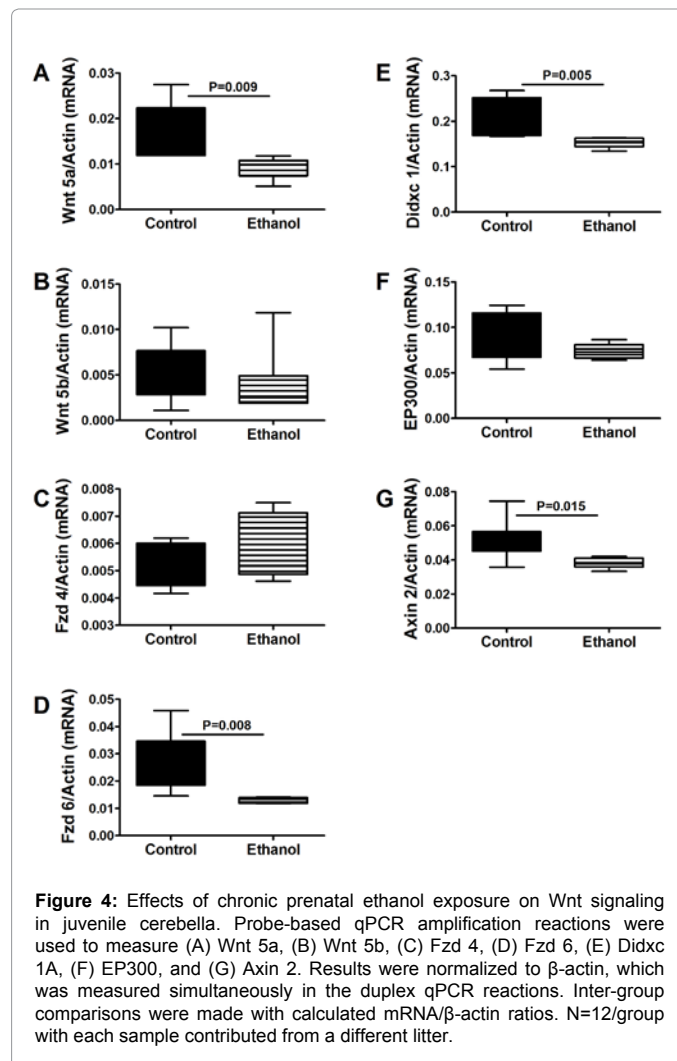 A
Wnt 5a/Actin (mRNA)
0.03
0.02
0.01
0.00
P=0.009
Control Ethanol
B
Wnt 5b/Actin (mRNA)
0.015
0.010
0.005
0.000
Control Ethanol
C
Fzd 4/Actin (mRNA)
0.008
0.007
0.006
0.005
0.004
0.003
Control Ethanol
D
Fzd 6/Actin (mRNA)
0.05
0.04
0.03
0.02
0.01
0.00
P=0.008
Control Ethanol
E
Didxc 1/Actin (mRNA)
0.3
0.2
0.1
0.0
P=0.005
Control Ethanol
F
EP300/Actin (mRNA)
0.15
0.10
0.05
0.00
Control Ethanol
G
Axin 2/Actin (mRNA)
0.08
0.06
0.04
0.02
0.00
P=0.015
Control Ethanol
Figure 4: Effects of chronic prenatal ethanol exposure on Wnt signaling
in juvenile cerebella. Probe-based qPCR amplification reactions were
used to measure (A) Wnt 5a, (B) Wnt 5b, (C) Fzd 4, (D) Fzd 6, (E) Didxc
1A, (F) EP300, and (G) Axin 2. Results were normalized to β-actin, which
was measured simultaneously in the duplex qPCR reactions. Inter-group
comparisons were made with calculated mRNA/β-actin ratios. N=12/group
with each sample contributed from a different litter.